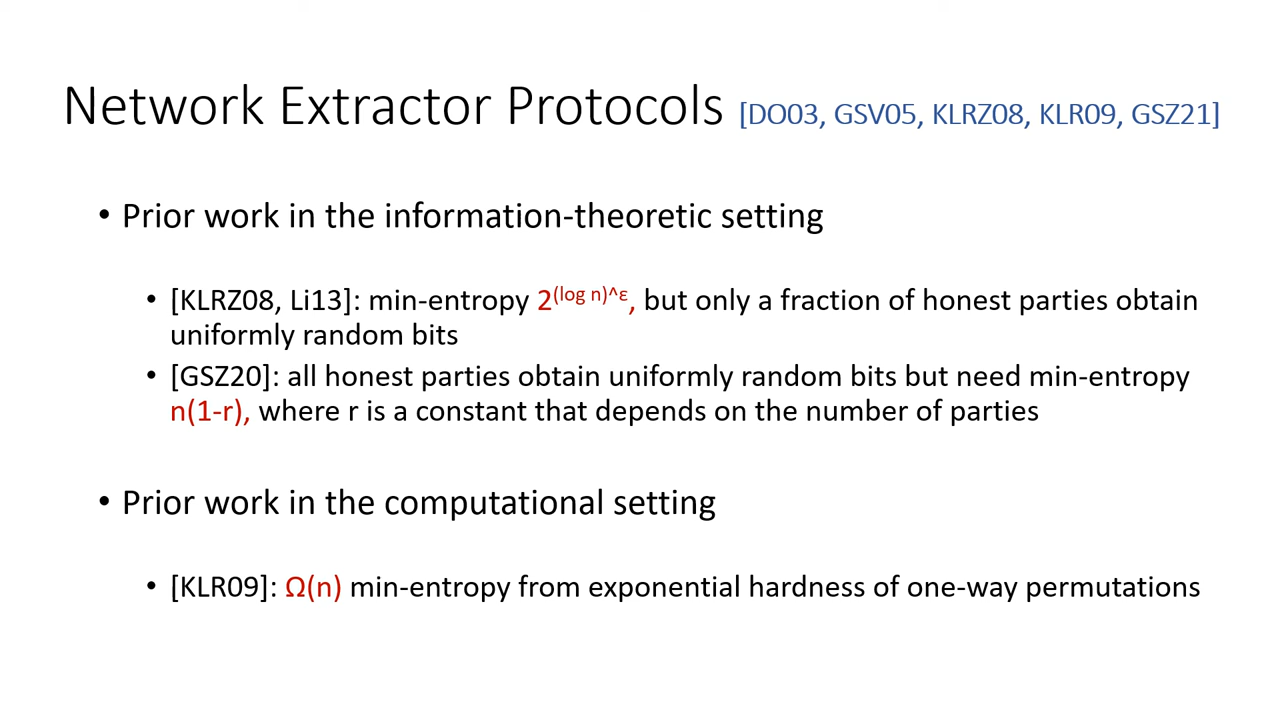 Network Extractor Protocols [DO03, GSV05, KLRZ08, KLR09, GSZ21]
• Prior work in the information-theoretic setting
• [KLRZ08, Li13]: min-entropy 2^(log n)^ε, but only a fraction of honest parties obtain
uniformly random bits
• [GSZ20]: all honest parties obtain uniformly random bits but need min-entropy
n(1-r), where r is a constant that depends on the number of parties
• Prior work in the computational setting
• [KLR09]: Ω(n) min-entropy from exponential hardness of one-way permutations